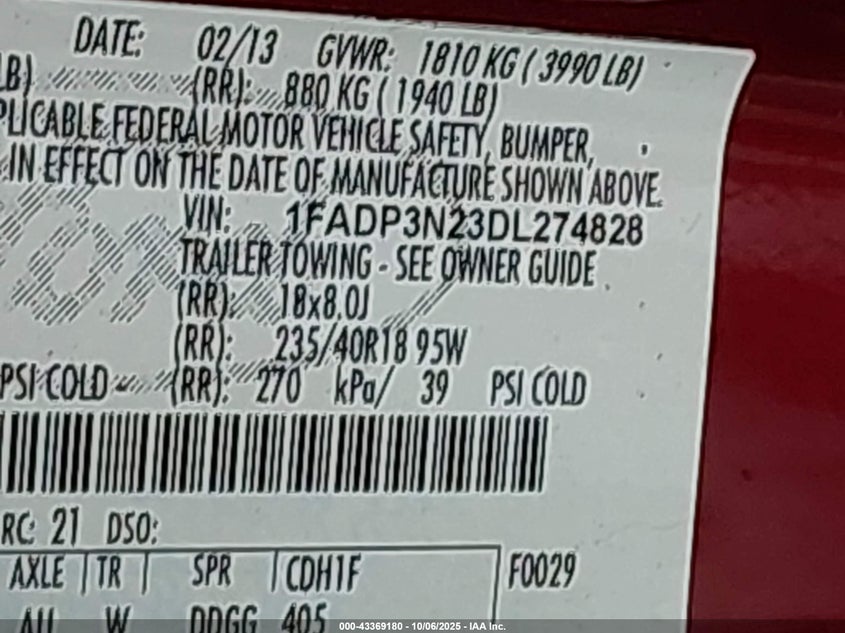 DATE: 02/13 GVWR: 1810 KG ( 3990 LB)
LB) (RR): 880 KG ( 1940 LB)
PLICABLE FEDERAL MOTOR VEHICLE SAFETY, BUMPER,
IN EFFECT ON THE DATE OF MANUFACTURE SHOWN ABOVE.
VIN: 1FADP3N23DL274828
TRAILER TOWING - SEE OWNER GUIDE
(RR): 18x8.0J
(RR): 235/40R18 95W
PSI COLD (RR): 270 kPa/ 39 PSI COLD
RC: 21 DSO:
AXLE TR SPR CDH1F F0029
AU W DDGG 405
000-43369180 - 10/06/2025 - IAA Inc.